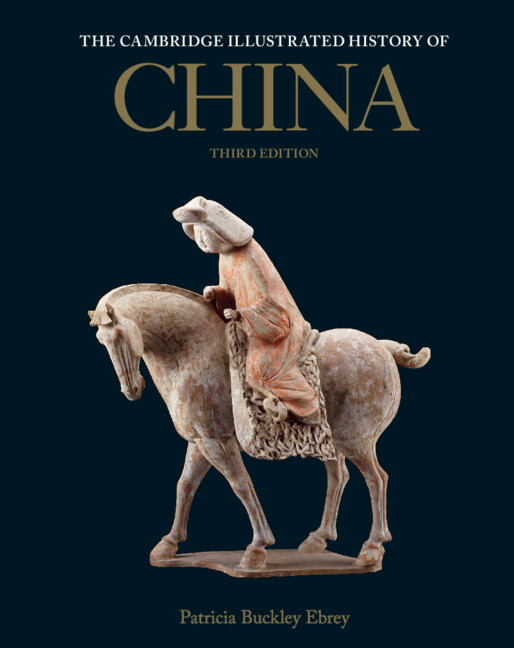 THE CAMBRIDGE ILLUSTRATED HISTORY OF
CHINA
THIRD EDITION
Patricia Buckley Ebrey